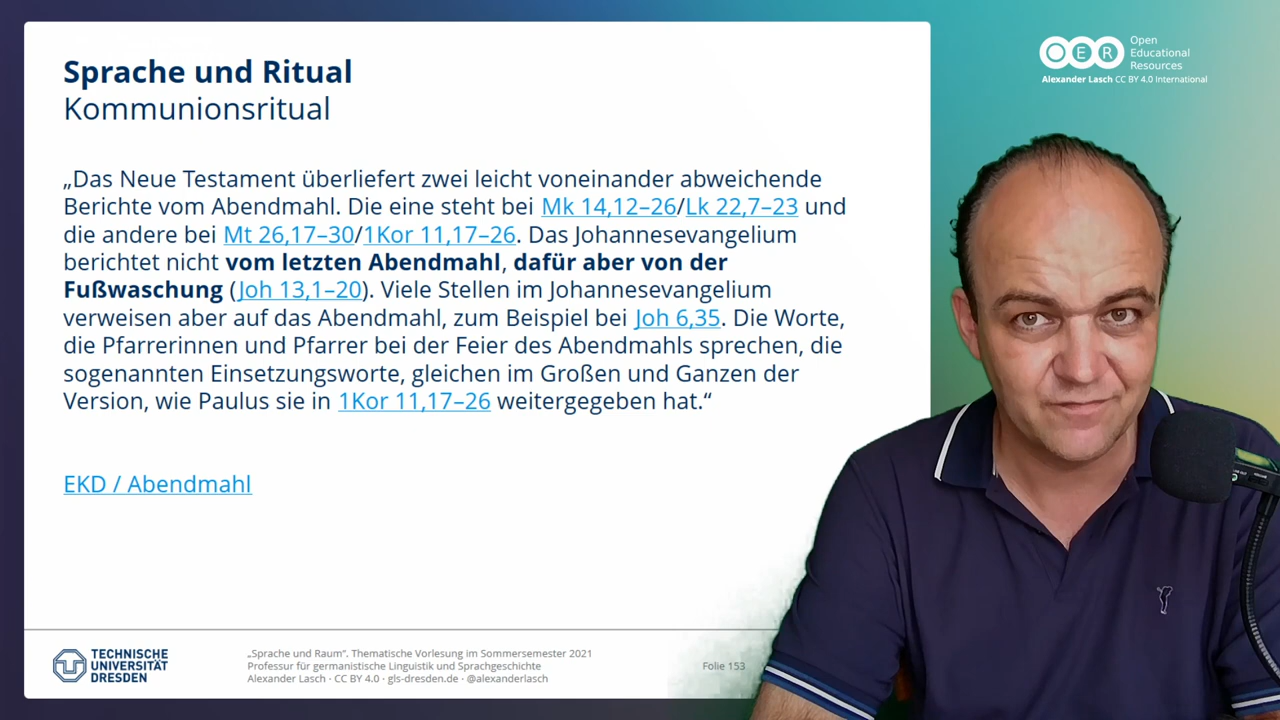 Sprache und Ritual
Kommunionsritual
„Das Neue Testament überliefert zwei leicht voneinander abweichende
Berichte vom Abendmahl. Die eine steht bei Mk 14,12–26/Lk 22,7–23 und
die andere bei Mt 26,17–30/1Kor 11,17–26. Das Johannesevangelium
berichtet nicht vom letzten Abendmahl, dafür aber von der
Fußwaschung (Joh 13,1–20). Viele Stellen im Johannesevangelium
verweisen aber auf das Abendmahl, zum Beispiel bei Joh 6,35. Die Worte,
die Pfarrerinnen und Pfarrer bei der Feier des Abendmahls sprechen, die
sogenannten Einsetzungsworte, gleichen im Großen und Ganzen der
Version, wie Paulus sie in 1Kor 11,17–26 weitergegeben hat.“
EKD / Abendmahl
TECHNISCHE
UNIVERSITÄT
DRESDEN
„Sprache und Raum“. Thematische Vorlesung im Sommersemester 2021
Professur für germanistische Linguistik und Sprachgeschichte
Alexander Lasch · CC BY 4.0 · gls-dresden.de · @alexanderlasch
Folie 153
OER
Open
Educational
Resources
Alexander Lasch CC BY 4.0 International